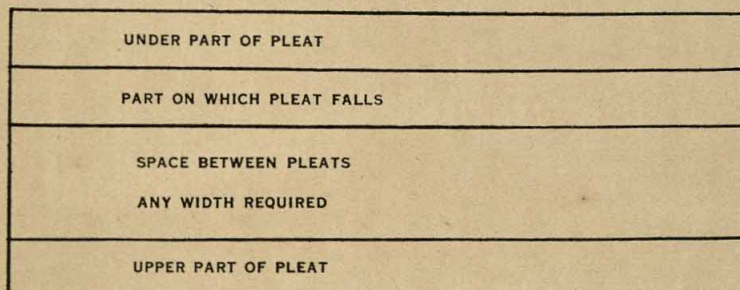 UNDER PART OF PLEAT
PART ON WHICH PLEAT FALLS
SPACE BETWEEN PLEATS
ANY WIDTH REQUIRED
UPPER PART OF PLEAT